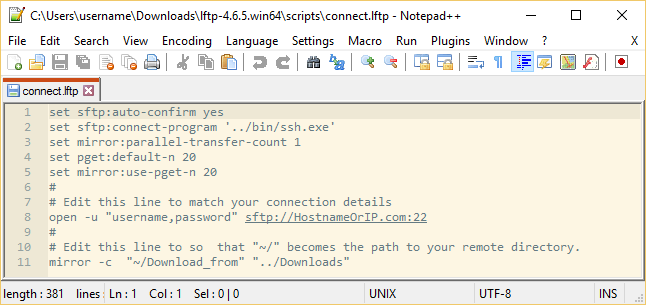 C:\Users\username\Downloads\lftp-4.6.5.win64\scripts\connect.lftp - Notepad++
File Edit Search View Encoding Language Settings Macro Run Plugins Window ? X
connect.lftp
1 set sftp:auto-confirm yes
2 set sftp:connect-program '../bin/ssh.exe'
3 set mirror:parallel-transfer-count 1
4 set pget:default-n 20
5 set mirror:use-pget-n 20
6 #
7 # Edit this line to match your connection details
8 open -u "username,password" sftp://HostnameOrIP.com:22
9 #
10 # Edit this line to so  that "~/" becomes the path to your remote directory.
11 mirror -c  "~/Download_from" "../Downloads"
length : 381 lines : Ln : 1 Col : 1 Sel : 0 | 0 UNIX UTF-8 INS